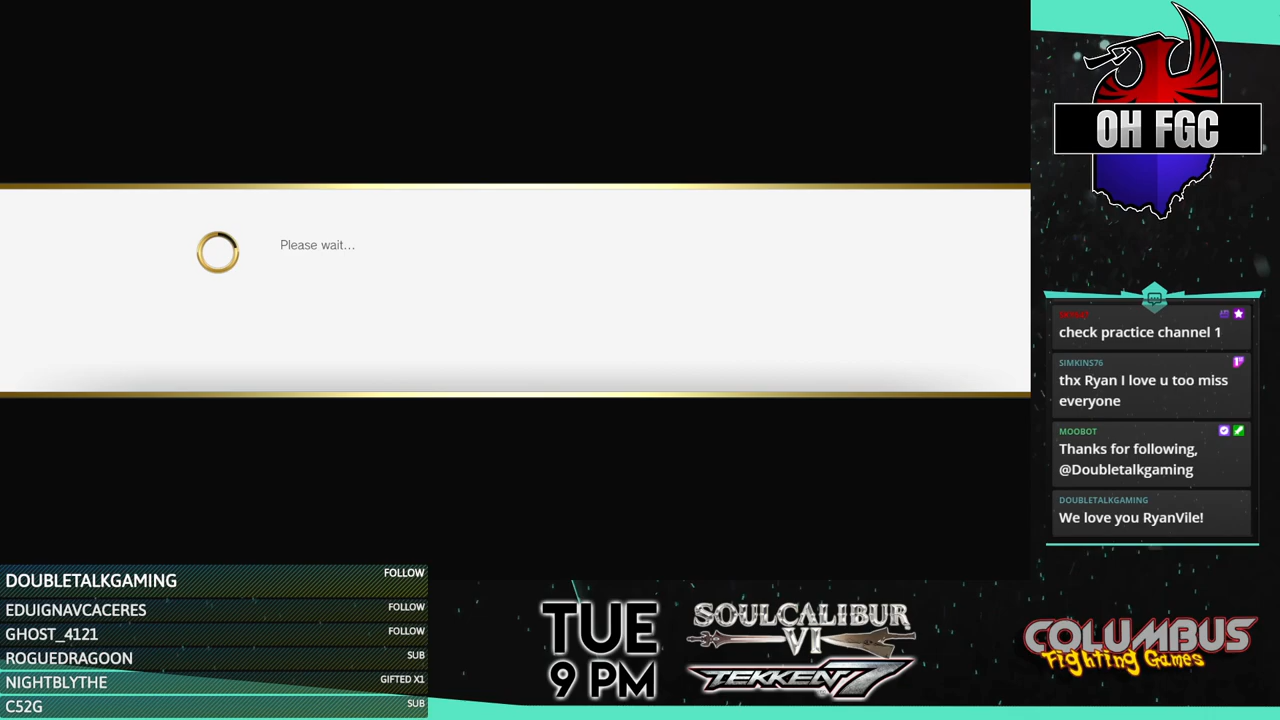 Please wait...
OH FGC
check practice channel 1
SIMKINS76
thx Ryan I love u too miss
everyone
MOOBOT
Thanks for following,
@Doubletalkgaming
DOUBLETALKGAMING
We love you RyanVile!
DOUBLETALKGAMING FOLLOW
EDUIGNAVCACERES FOLLOW
GHOST_4121 FOLLOW
ROGUEDRAGOON SUB
NIGHTBLYTHE GIFTED X1
C52G SUB
TUE
9 PM
SOULCALIBUR
VI
TEKKEN 7
COLUMBUS
Fighting Games